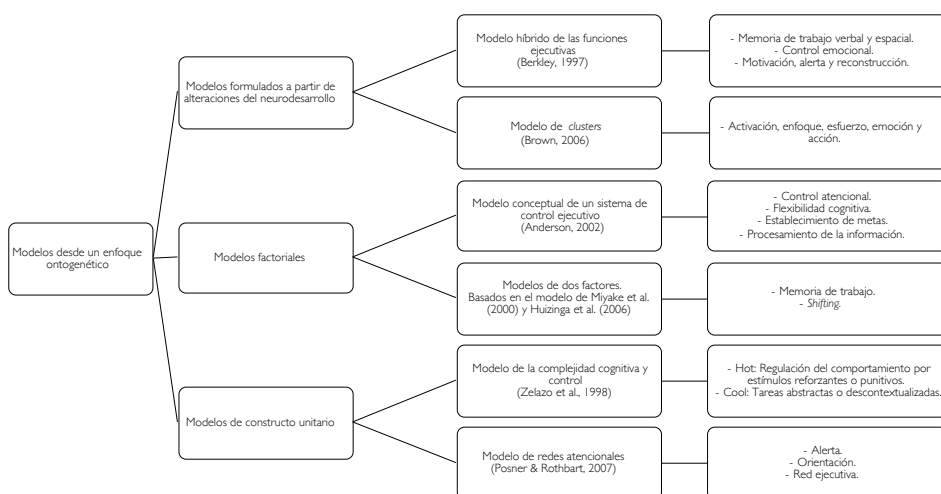 Modelos desde un enfoque
ontogenético
Modelos formulados a partir de
alteraciones del neurodesarrollo
Modelo híbrido de las funciones
ejecutivas
(Berkley, 1997)
- Memoria de trabajo verbal y espacial.
- Control emocional.
- Motivación, alerta y reconstrucción.
Modelo de clusters
(Brown, 2006)
- Activación, enfoque, esfuerzo, emoción y
acción.
Modelos factoriales
Modelo conceptual de un sistema de
control ejecutivo
(Anderson, 2002)
- Control atencional.
- Flexibilidad cognitiva.
- Establecimiento de metas.
- Procesamiento de la información.
Modelos de dos factores.
Basados en el modelo de Miyake et al.
(2000) y Huizinga et al. (2006)
- Memoria de trabajo.
- Shifting.
Modelos de constructo unitario
Modelo de la complejidad cognitiva y
control
(Zelazo et al., 1998)
- Hot: Regulación del comportamiento por
estímulos reforzantes o punitivos.
- Cool: Tareas abstractas o descontextualizadas.
Modelo de redes atencionales
(Posner & Rothbart, 2007)
- Alerta.
- Orientación.
- Red ejecutiva.